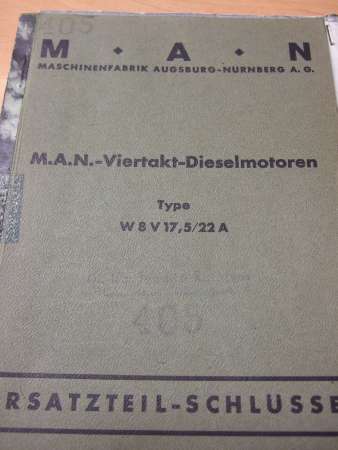 405
M · A · N
MASCHINENFABRIK AUGSBURG-NÜRNBERG A. G.
M.A.N.-Viertakt-Dieselmotoren
Type
W 8 V 17,5/22 A
405
RSATZTEIL-SCHLÜSSE